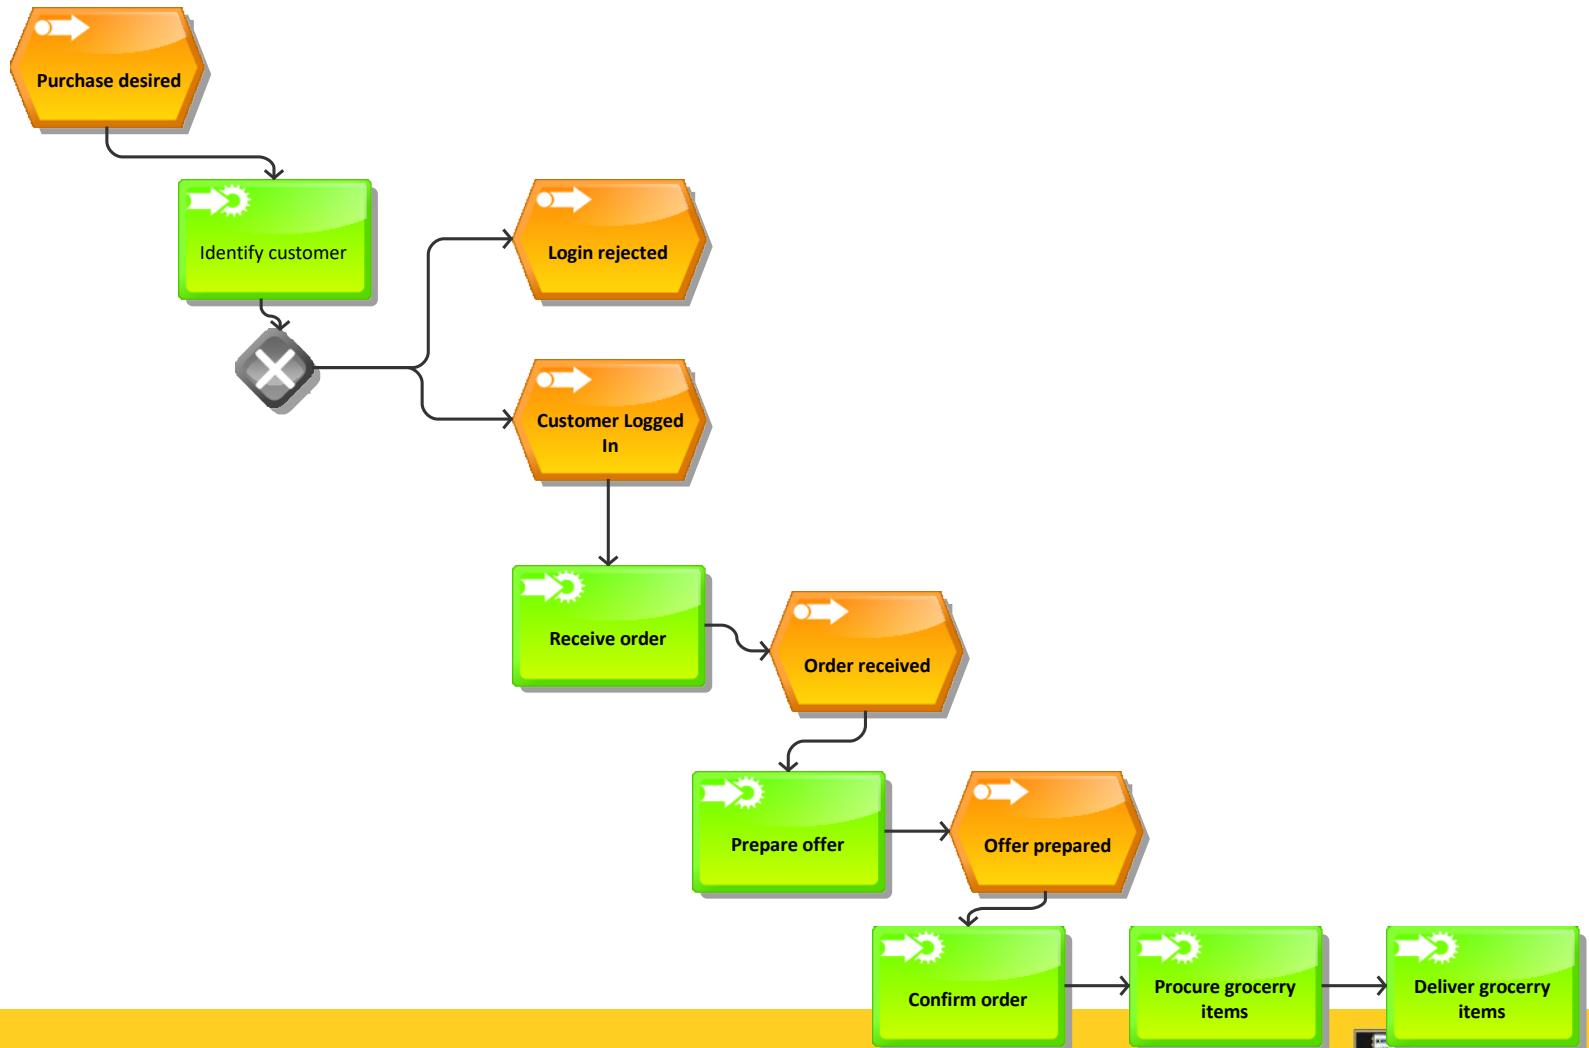 Purchase desired
Identify customer
Login rejected
Customer Logged
In
Receive order
Order received
Prepare offer
Offer prepared
Confirm order
Procure grocerry
items
Deliver grocerry
items